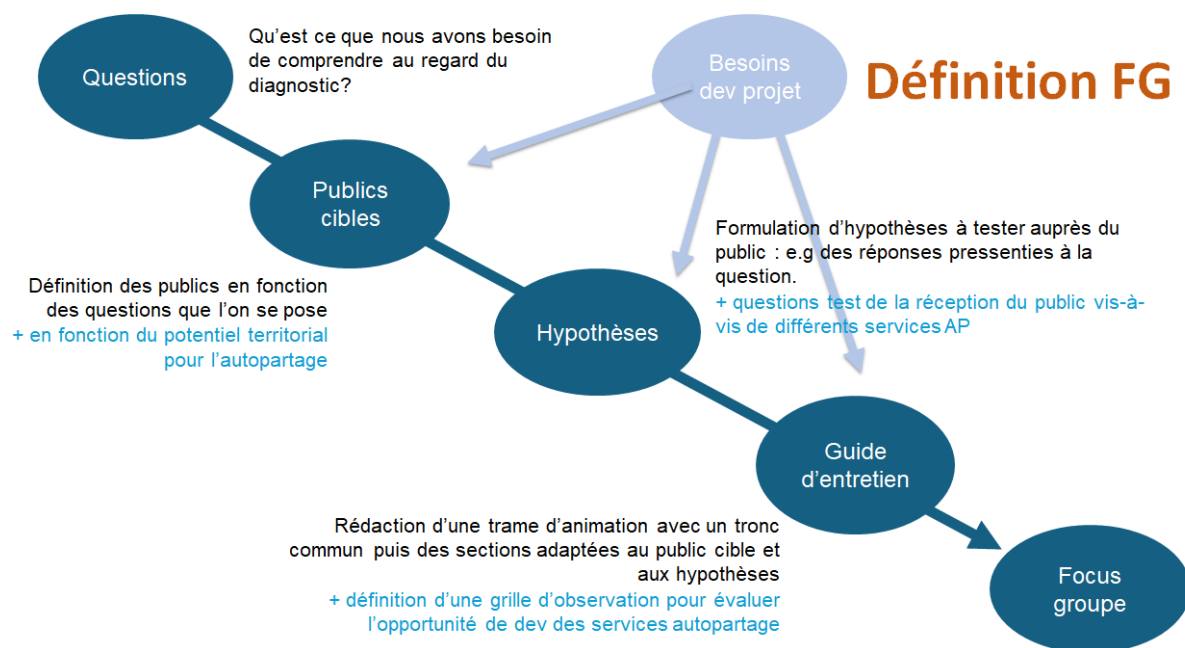 Définition FG
Questions
Qu'est ce que nous avons besoin
de comprendre au regard du
diagnostic?
Besoins
dev projet
Publics
cibles
Définition des publics en fonction
des questions que l'on se pose
+ en fonction du potentiel territorial
pour l'autopartage
Hypothèses
Formulation d'hypothèses à tester auprès du
public : e.g des réponses pressenties à la
question.
+ questions test de la réception du public vis-à-
vis de différents services AP
Guide
d'entretien
Rédaction d'une trame d'animation avec un tronc
commun puis des sections adaptées au public cible et
aux hypothèses
+ définition d'une grille d'observation pour évaluer
l'opportunité de dev des services autopartage
Focus
groupe